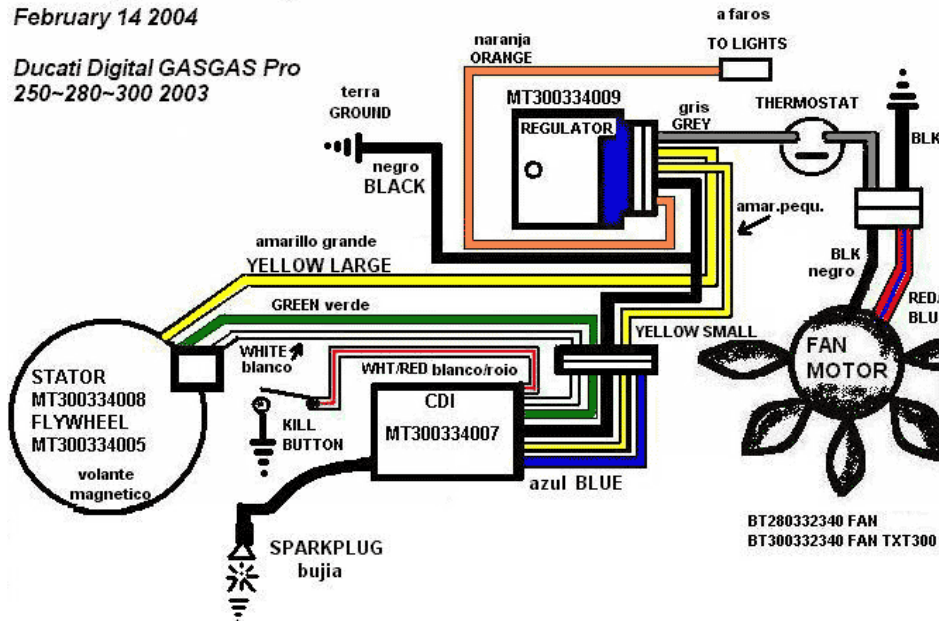 February 14 2004
Ducati Digital GASGAS Pro
250~280~300 2003
a faros
TO LIGHTS
naranja
ORANGE
terra
GROUND
negro
BLACK
MT300334009
REGULATOR
gris
GREY
THERMOSTAT
BLK
amar.pequ.
amarillo grande
YELLOW LARGE
GREEN verde
BLK
negro
RED/
BLU
WHITE
blanco
YELLOW SMALL
WHT/RED blanco/roio
STATOR
MT300334008
FLYWHEEL
MT300334005
volante
magnetico
KILL
BUTTON
CDI
MT300334007
FAN
MOTOR
azul BLUE
SPARKPLUG
bujia
BT280332340 FAN
BT300332340 FAN TXT300